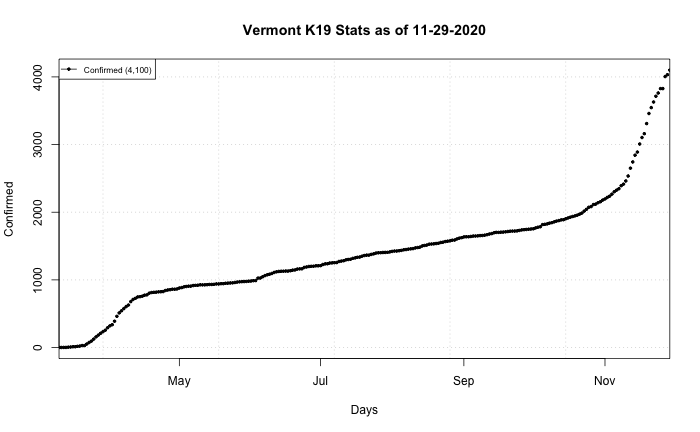 Vermont K19 Stats as of 11-29-2020
Confirmed (4,100)
Confirmed
4000
3000
2000
1000
0
May Jul Sep Nov
Days